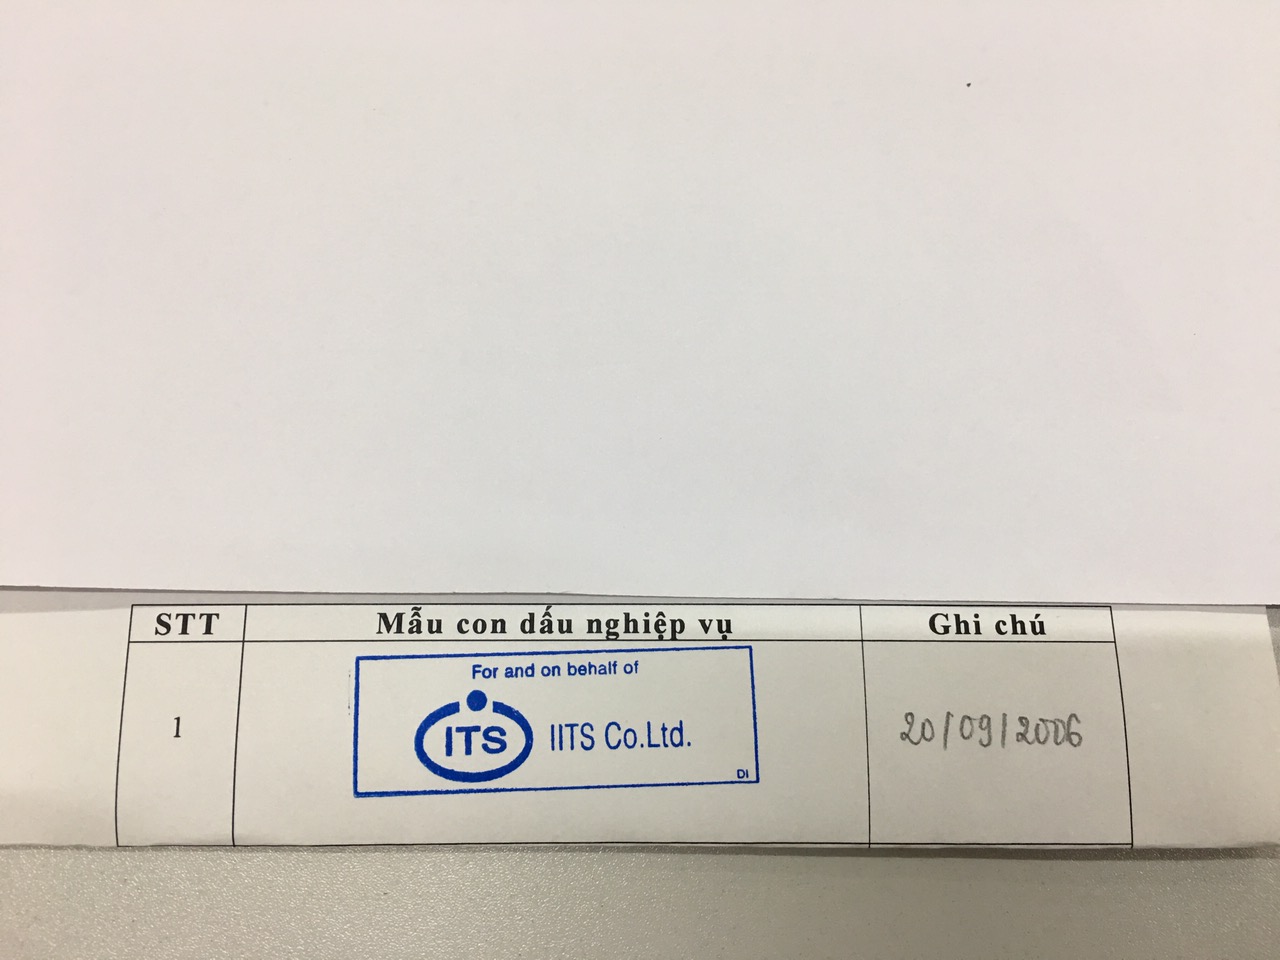 STT Mẫu con dấu nghiệp vụ Ghi chú
For and on behalf of
1 ITS IITS Co.Ltd. 20/09/2006
DI